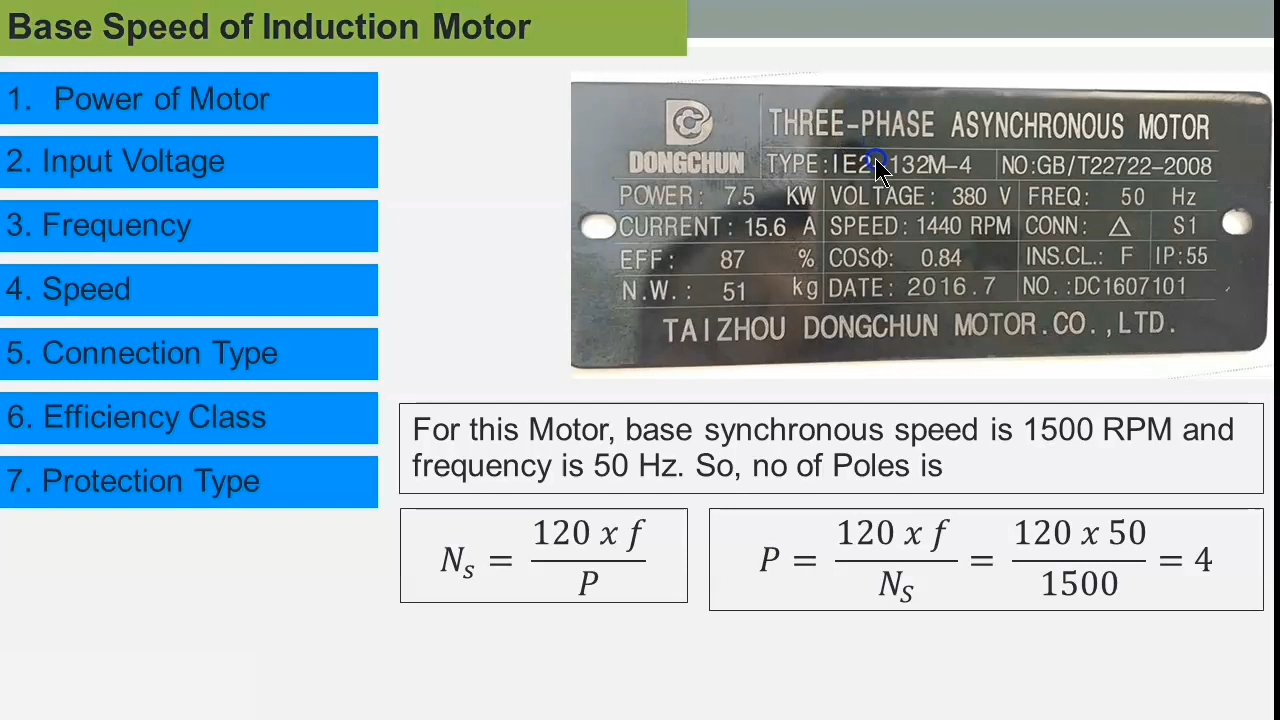 Base Speed of Induction Motor
1. Power of Motor
2. Input Voltage
3. Frequency
4. Speed
5. Connection Type
6. Efficiency Class
7. Protection Type
DONGCHUN
THREE-PHASE ASYNCHRONOUS MOTOR
TYPE:IE2 132M-4 NO:GB/T22722-2008
POWER: 7.5 KW VOLTAGE: 380 V FREQ: 50 Hz
CURRENT: 15.6 A SPEED: 1440 RPM CONN: △ S1
EFF: 87 % COSΦ: 0.84 INS.CL.: F IP:55
N.W.: 51 kg DATE: 2016.7 NO.:DC1607101
TAIZHOU DONGCHUN MOTOR.CO.,LTD.
For this Motor, base synchronous speed is 1500 RPM and
frequency is 50 Hz. So, no of Poles is
N_s = 120 x f / P
P = 120 x f / N_S = 120 x 50 / 1500 = 4